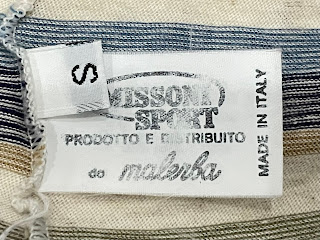 S
MISSONI
SPORT
PRODOTTO E DISTRIBUITO
da malerba
MADE IN ITALY